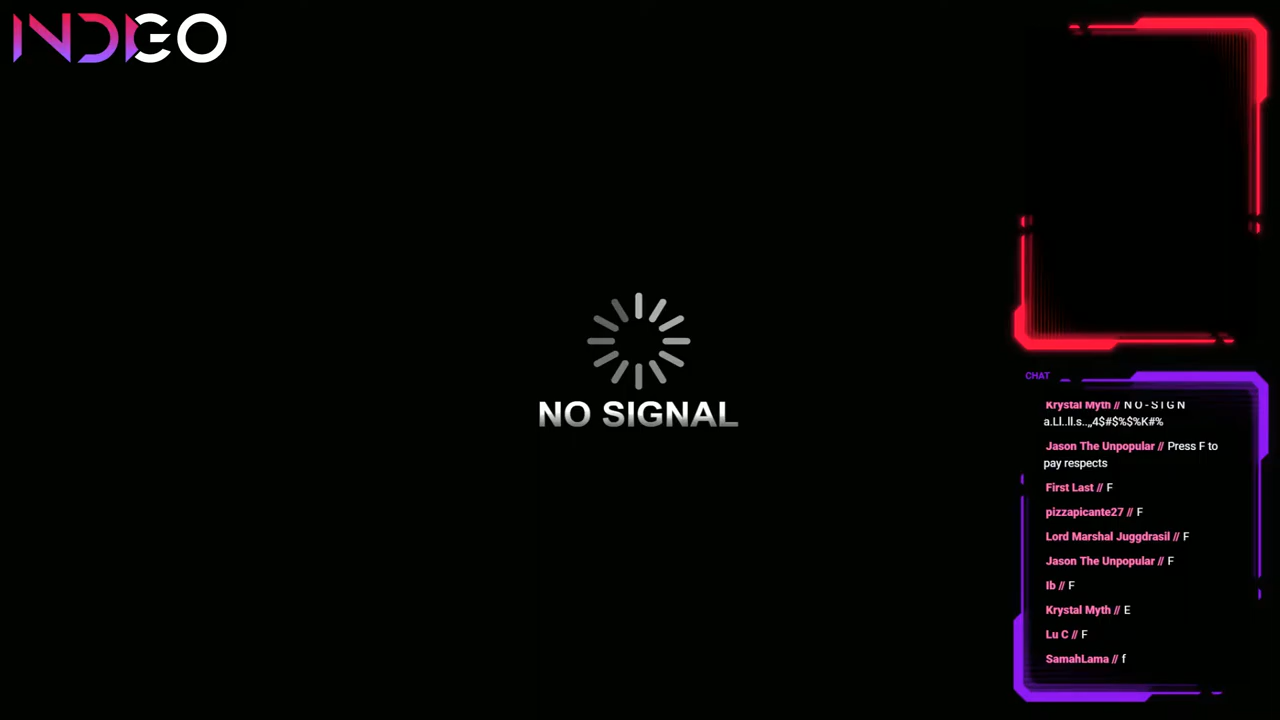 INDIGO
NO SIGNAL
CHAT
Krystal Myth // N O - S I G N
a.Ll..ll.s..,,4$#$%$%K#%
Jason The Unpopular // Press F to
pay respects
First Last // F
pizzapicante27 // F
Lord Marshal Juggdrasil // F
Jason The Unpopular // F
Ib // F
Krystal Myth // E
Lu C // F
SamahLama // f